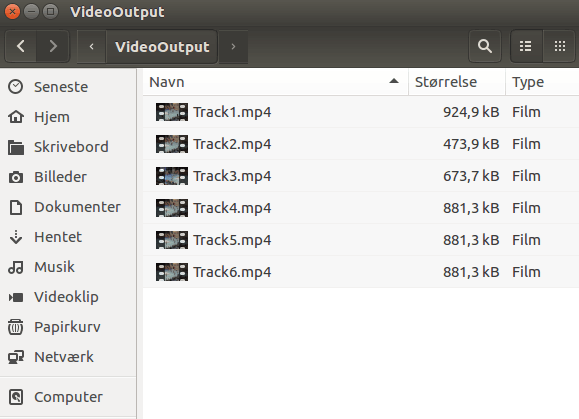 VideoOutput
VideoOutput
Seneste
Hjem
Skrivebord
Billeder
Dokumenter
Hentet
Musik
Videoklip
Papirkurv
Netværk
Computer
Navn Størrelse Type
Track1.mp4 924,9 kB Film
Track2.mp4 473,9 kB Film
Track3.mp4 673,7 kB Film
Track4.mp4 881,3 kB Film
Track5.mp4 881,3 kB Film
Track6.mp4 881,3 kB Film